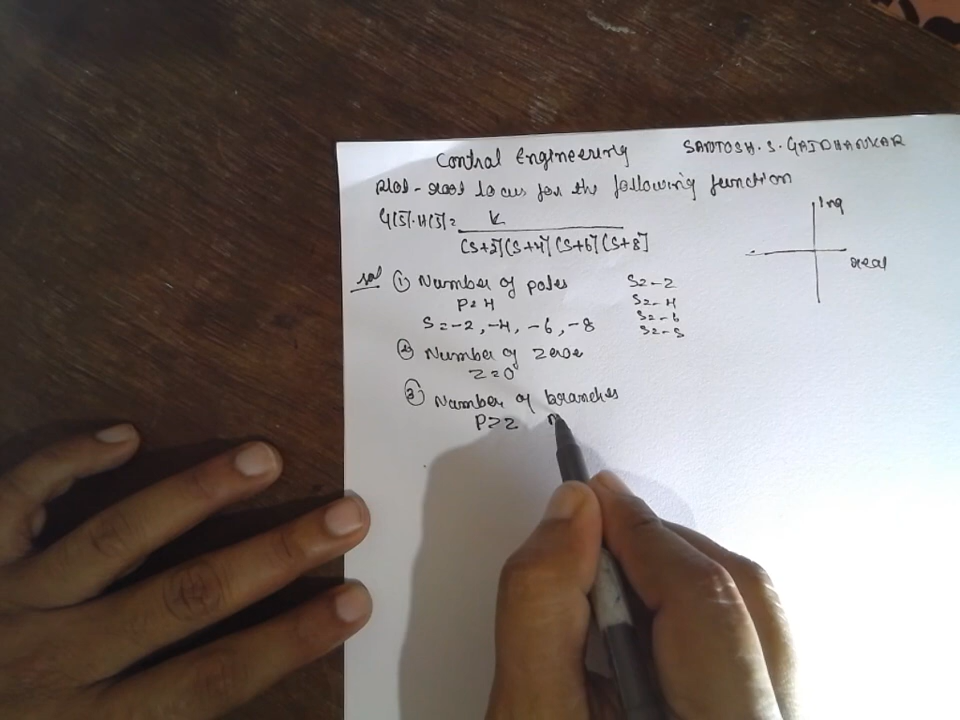 Control Engineering
SANTOSH.S.GAIDHANKAR
Plot - root locus for the following function
G(s).H(s)= K
(s+2)(s+4)(s+6)(s+8)
Img
real
sol
① Number of poles
P=4
s=-2, -4, -6, -8
s=-2
s=-4
s=-6
s=-8
② Number of zeros
Z=0
③ Number of branches
P>Z